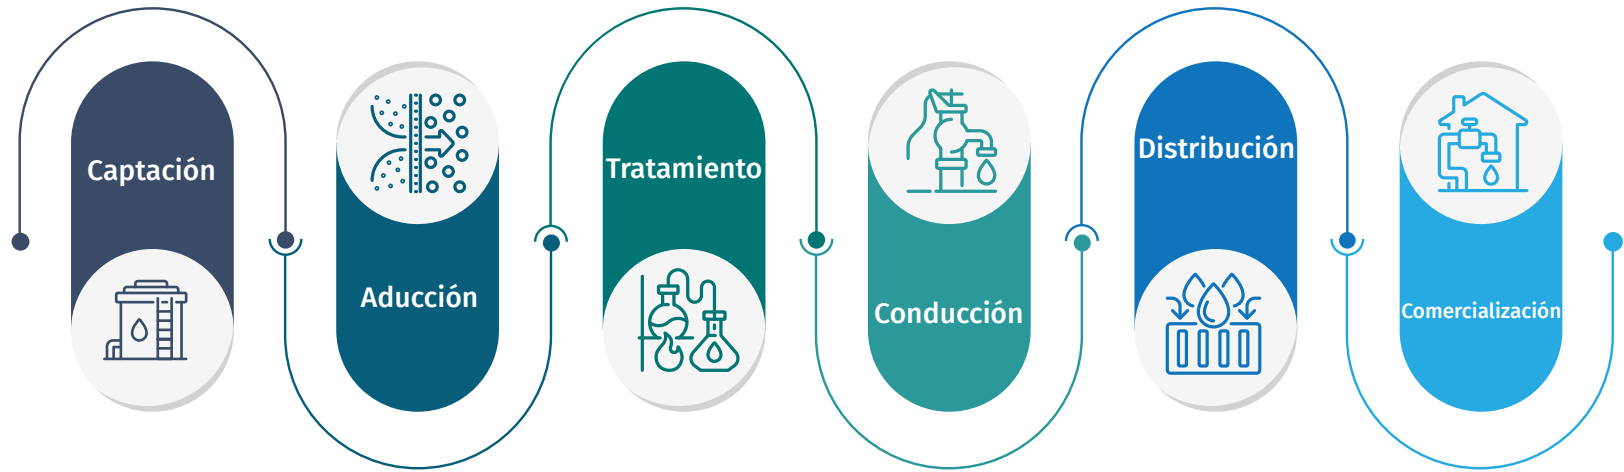 Captación
Aducción
Tratamiento
Conducción
Distribución
Comercialización